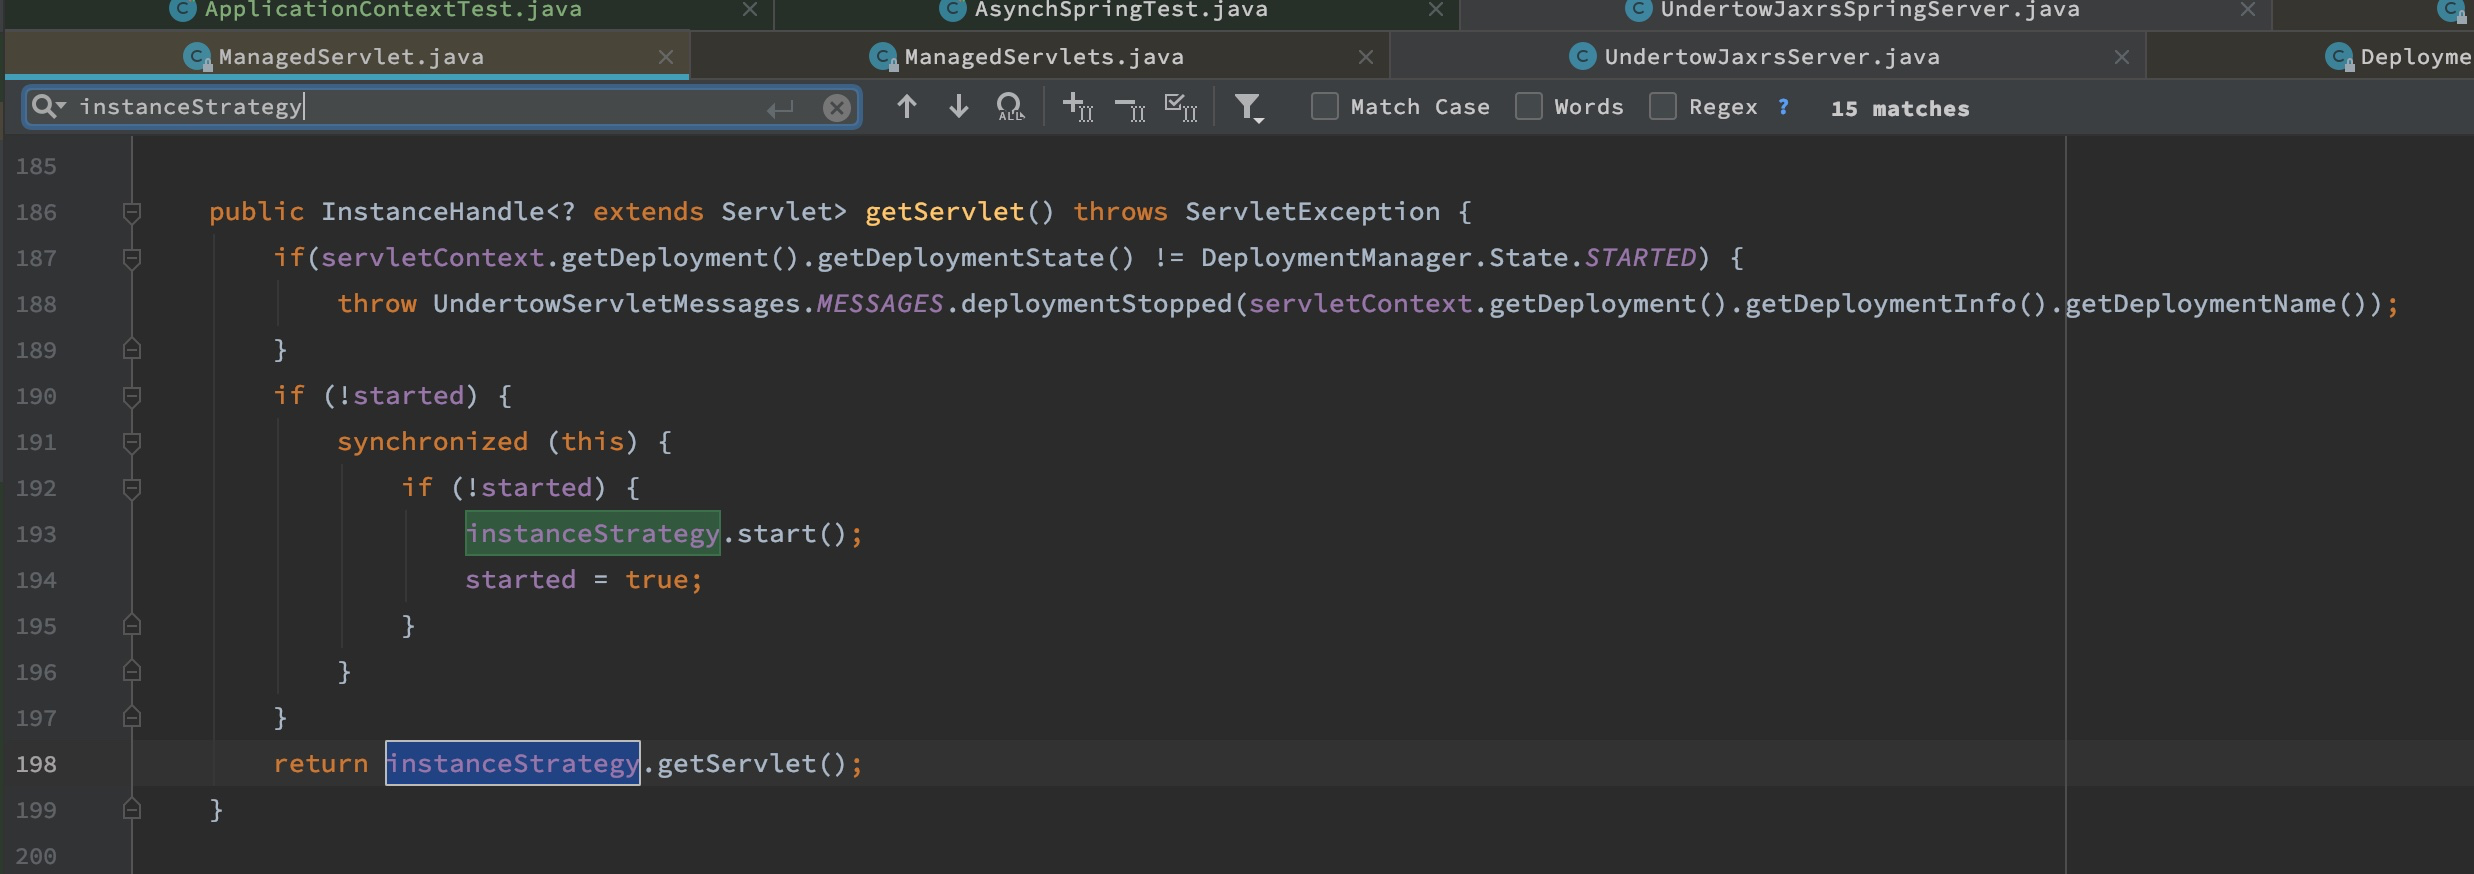 ApplicationContextTest.java AsynchSpringTest.java UndertowJaxrsSpringServer.java
ManagedServlet.java ManagedServlets.java UndertowJaxrsServer.java Deployme
instanceStrategy ALL Match Case Words Regex ? 15 matches
185
186 public InstanceHandle<? extends Servlet> getServlet() throws ServletException {
187 if(servletContext.getDeployment().getDeploymentState() != DeploymentManager.State.STARTED) {
188 throw UndertowServletMessages.MESSAGES.deploymentStopped(servletContext.getDeployment().getDeploymentInfo().getDeploymentName());
189 }
190 if (!started) {
191 synchronized (this) {
192 if (!started) {
193 instanceStrategy.start();
194 started = true;
195 }
196 }
197 }
198 return instanceStrategy.getServlet();
199 }
200